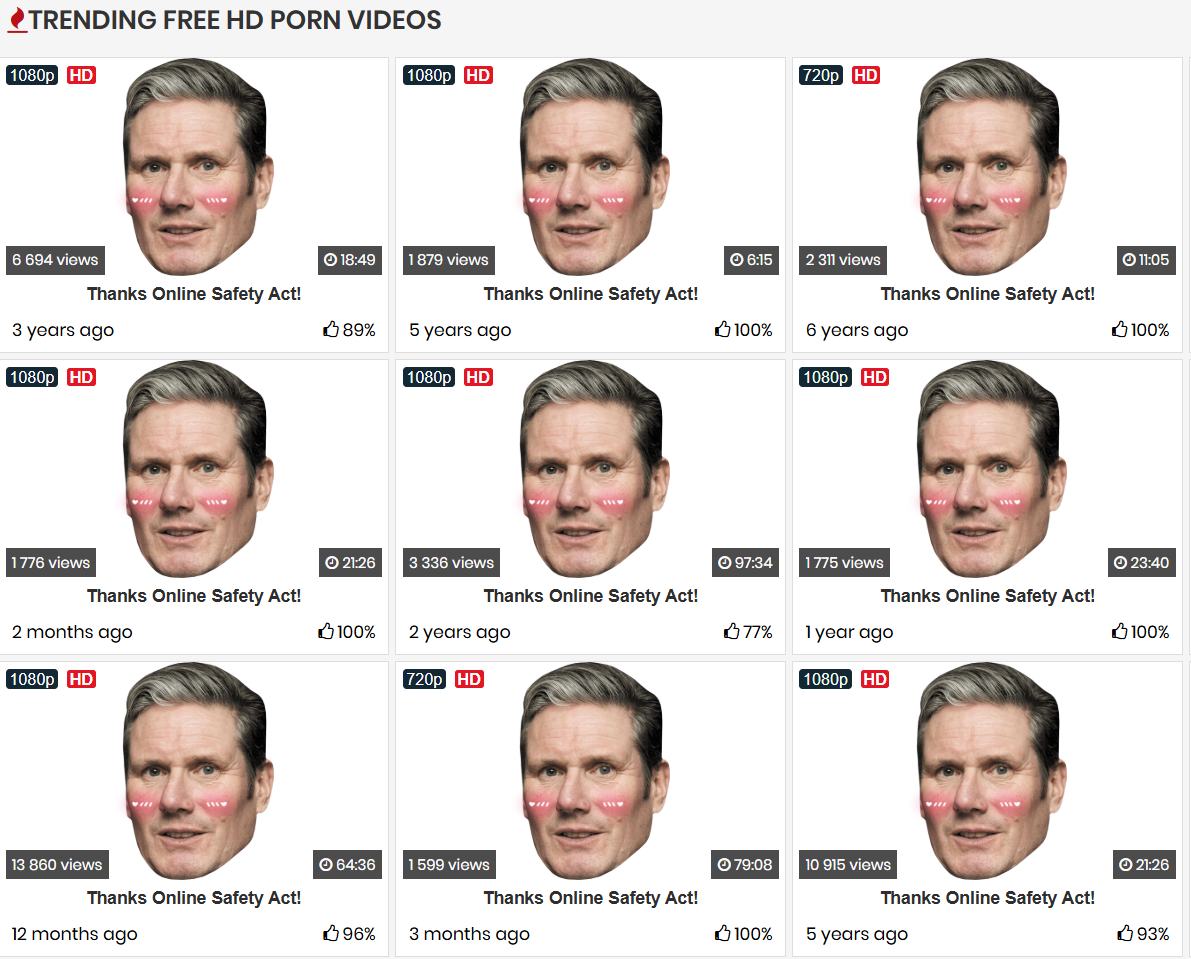 TRENDING FREE HD PORN VIDEOS
1080p HD
1080p HD
720p HD
6 694 views
18:49
1 879 views
6:15
2 311 views
11:05
Thanks Online Safety Act!
Thanks Online Safety Act!
Thanks Online Safety Act!
3 years ago
89%
5 years ago
100%
6 years ago
100%
1080p HD
1080p HD
1080p HD
1 776 views
21:26
3 336 views
97:34
1 775 views
23:40
Thanks Online Safety Act!
Thanks Online Safety Act!
Thanks Online Safety Act!
2 months ago
100%
2 years ago
77%
1 year ago
100%
1080p HD
720p HD
1080p HD
13 860 views
64:36
1 599 views
79:08
10 915 views
21:26
Thanks Online Safety Act!
Thanks Online Safety Act!
Thanks Online Safety Act!
12 months ago
96%
3 months ago
100%
5 years ago
93%